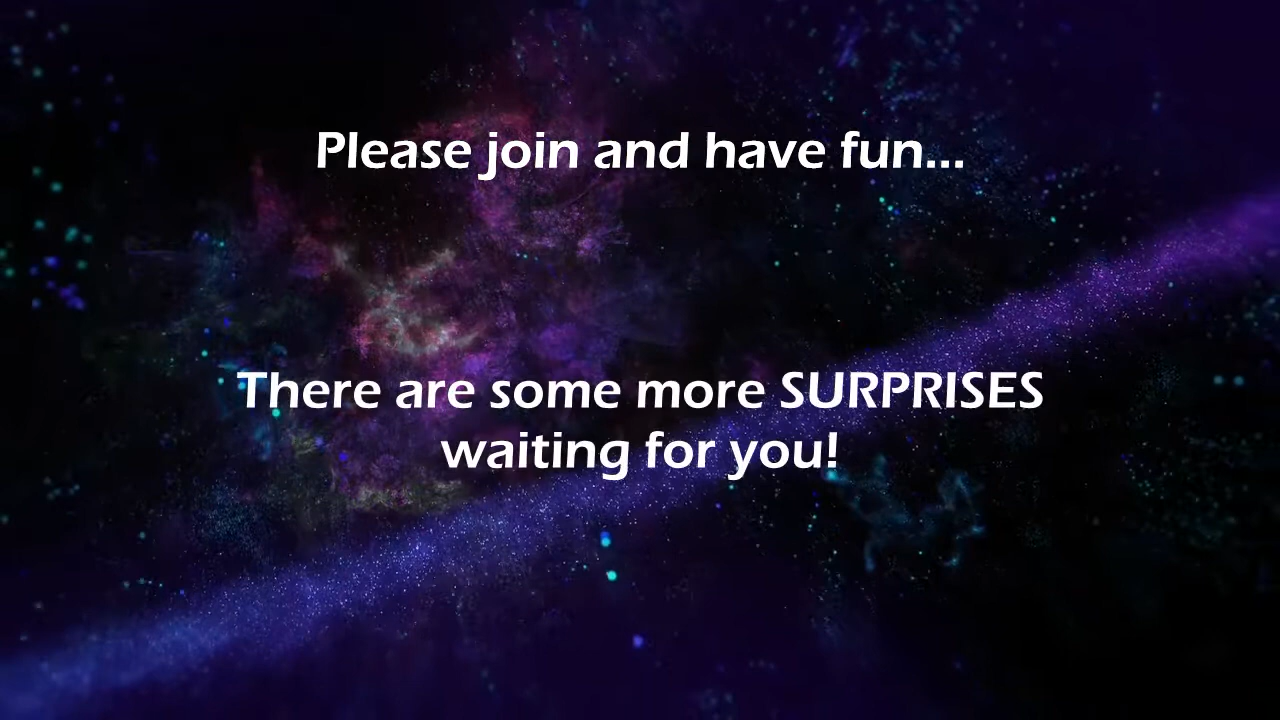 Please join and have fun...
There are some more SURPRISES
waiting for you!